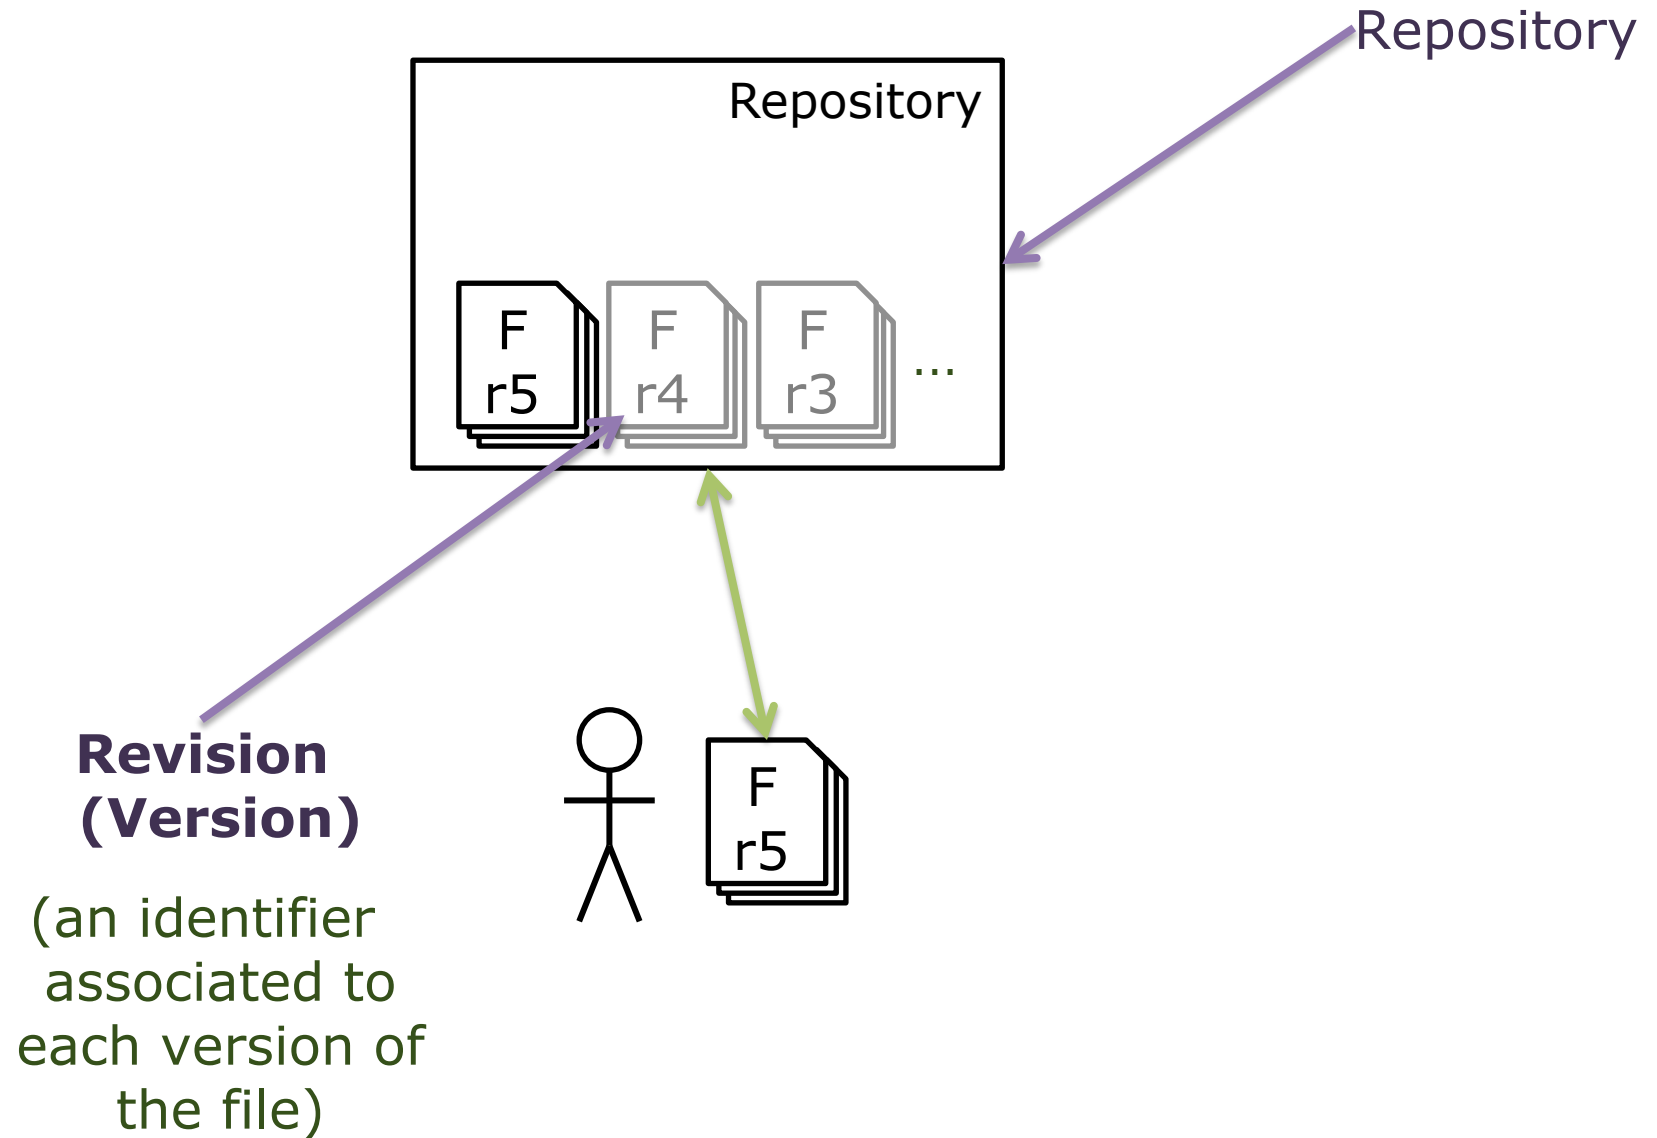 Repository
Repository
F
r5
F
r4
F
r3
...
F
r5
Revision
(Version)
(an identifier
associated to
each version of
the file)